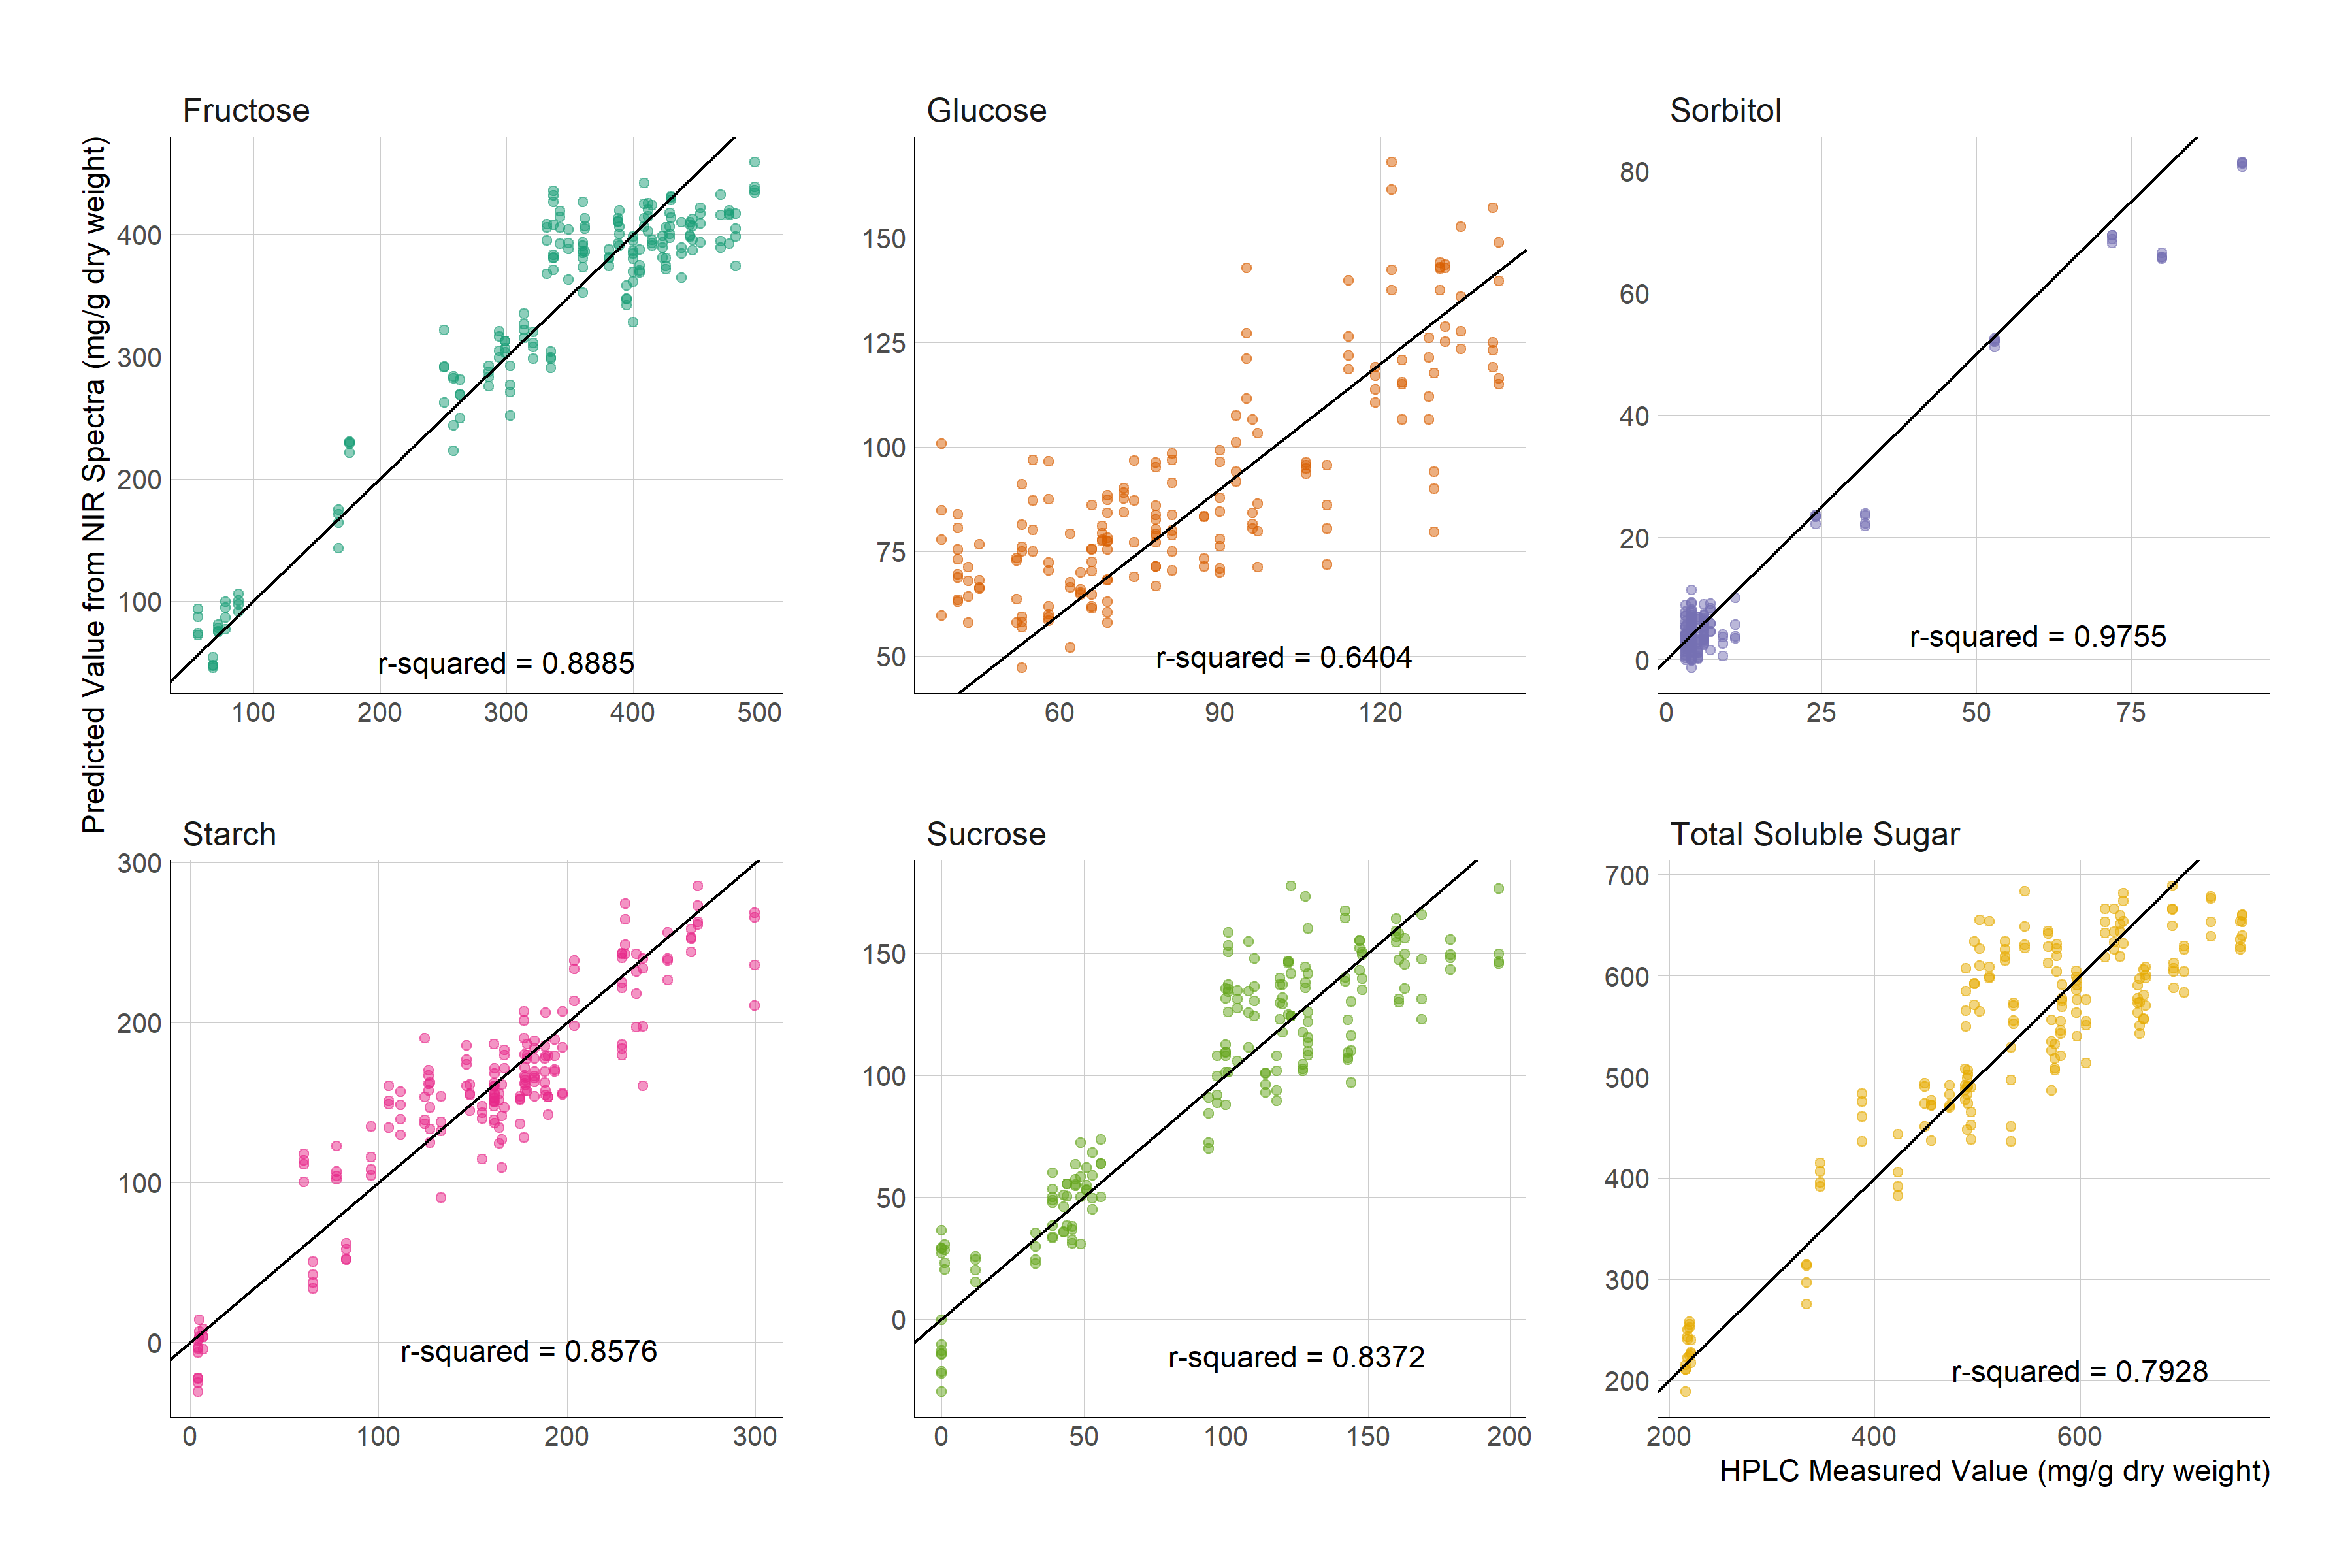 Predicted Value from NIR Spectra (mg/g dry weight)
Fructose
400
300
200
100
r-squared = 0.8885
100 200 300 400 500
Glucose
150
125
100
75
50
r-squared = 0.6404
60 90 120
Sorbitol
80
60
40
20
0
r-squared = 0.9755
0 25 50 75
Starch
300
200
100
0
r-squared = 0.8576
0 100 200 300
Sucrose
150
100
50
0
r-squared = 0.8372
0 50 100 150 200
Total Soluble Sugar
700
600
500
400
300
200
r-squared = 0.7928
200 400 600
HPLC Measured Value (mg/g dry weight)